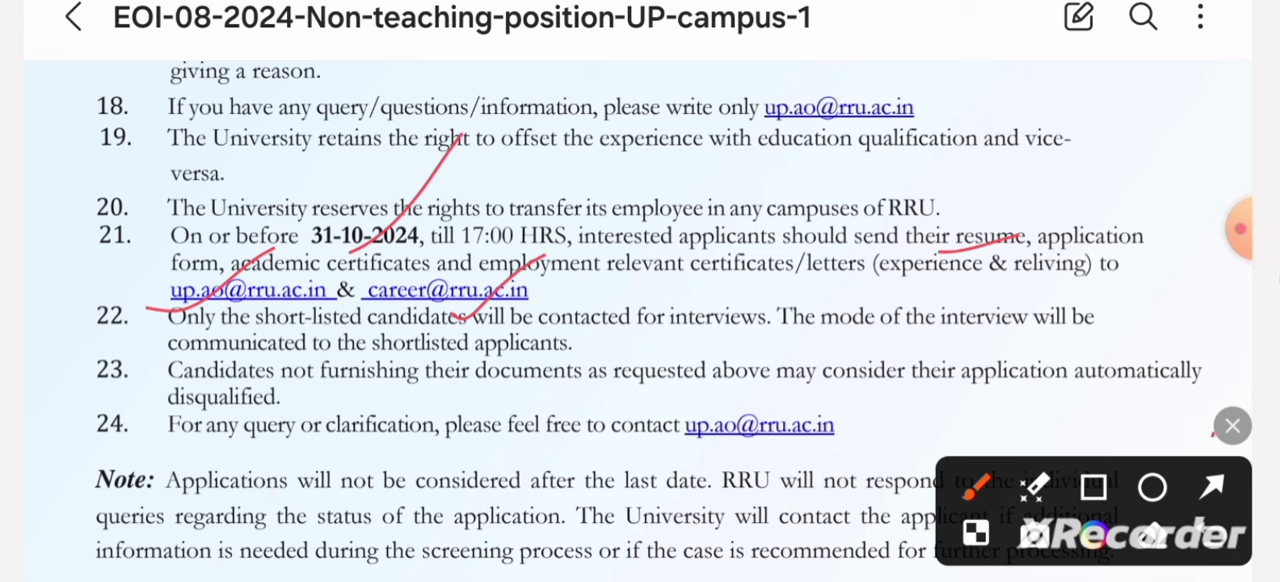 EOI-08-2024-Non-teaching-position-UP-campus-1
giving a reason.
18. If you have any query/questions/information, please write only up.ao@rru.ac.in
19. The University retains the right to offset the experience with education qualification and vice-
versa.
20. The University reserves the rights to transfer its employee in any campuses of RRU.
21. On or before 31-10-2024, till 17:00 HRS, interested applicants should send their resume, application
form, academic certificates and employment relevant certificates/letters (experience & reliving) to
up.ao@rru.ac.in & career@rru.ac.in
22. Only the short-listed candidates will be contacted for interviews. The mode of the interview will be
communicated to the shortlisted applicants.
23. Candidates not furnishing their documents as requested above may consider their application automatically
disqualified.
24. For any query or clarification, please feel free to contact up.ao@rru.ac.in
Note: Applications will not be considered after the last date. RRU will not respond to the individual
queries regarding the status of the application. The University will contact the applicant if additional
information is needed during the screening process or if the case is recommended for further processing.
XRecorder